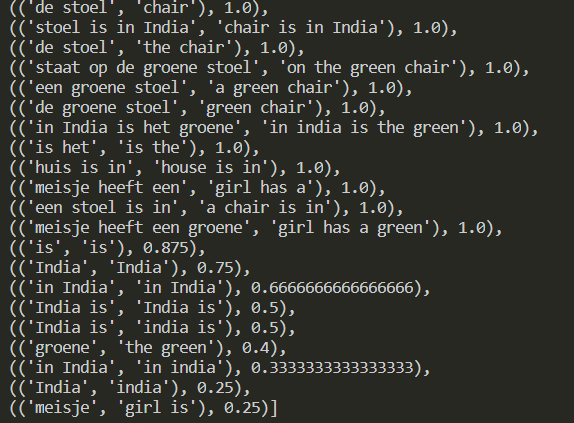 (('de stoel', 'chair'), 1.0),
(('stoel is in India', 'chair is in India'), 1.0),
(('de stoel', 'the chair'), 1.0),
(('staat op de groene stoel', 'on the green chair'), 1.0),
(('een groene stoel', 'a green chair'), 1.0),
(('de groene stoel', 'green chair'), 1.0),
(('in India is het groene', 'in india is the green'), 1.0),
(('is het', 'is the'), 1.0),
(('huis is in', 'house is in'), 1.0),
(('meisje heeft een', 'girl has a'), 1.0),
(('een stoel is in', 'a chair is in'), 1.0),
(('meisje heeft een groene', 'girl has a green'), 1.0),
(('is', 'is'), 0.875),
(('India', 'India'), 0.75),
(('in India', 'in India'), 0.6666666666666666),
(('India is', 'India is'), 0.5),
(('India is', 'india is'), 0.5),
(('groene', 'the green'), 0.4),
(('in India', 'in india'), 0.3333333333333333),
(('India', 'india'), 0.25),
(('meisje', 'girl is'), 0.25)]